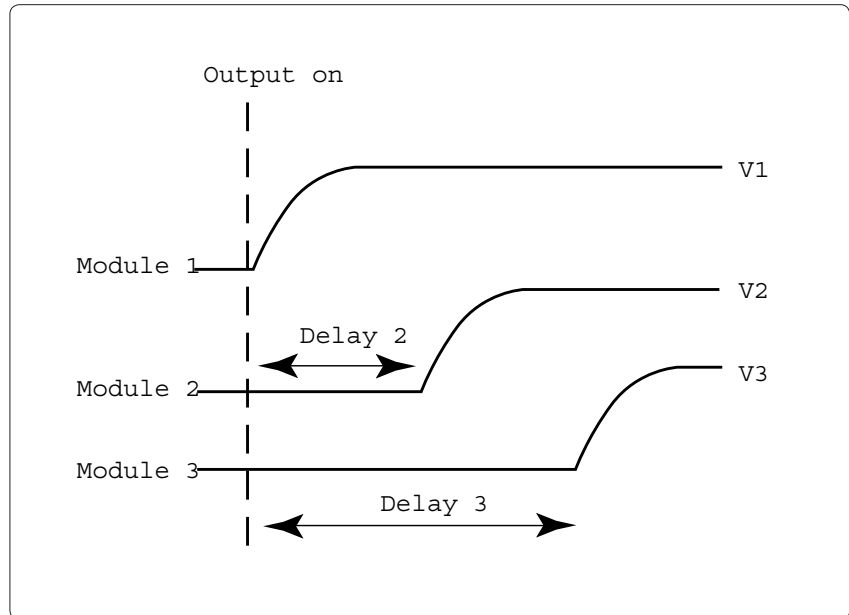 Output on
V1
Module 1
V2
Delay 2
Module 2
V3
Module 3
Delay 3